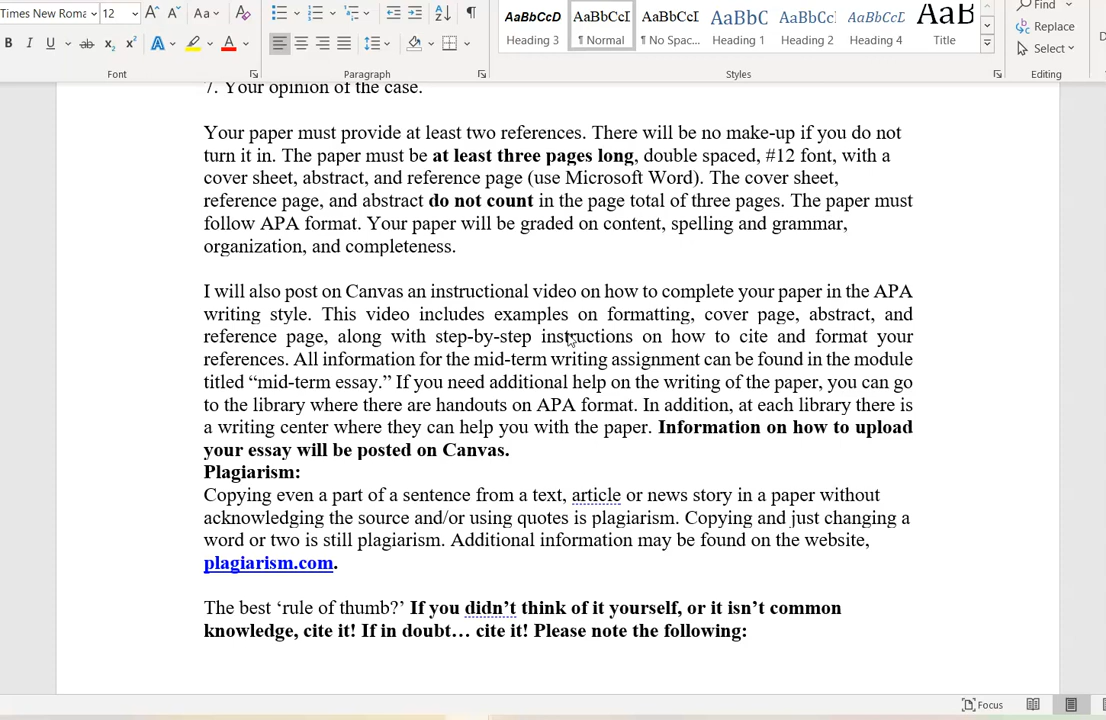 Times New Roma 12 Aa
B I U ab x₂ x² A A
Font
Paragraph
AaBbCcD AaBbCcI AaBbCcI AaBbC AaBbCc AaBbCcD AaB
Heading 3 ¶ Normal ¶ No Spac... Heading 1 Heading 2 Heading 4 Title
Styles
Find
Replace
Select
Editing
7. Your opinion of the case.
Your paper must provide at least two references. There will be no make-up if you do not
turn it in. The paper must be at least three pages long, double spaced, #12 font, with a
cover sheet, abstract, and reference page (use Microsoft Word). The cover sheet,
reference page, and abstract do not count in the page total of three pages. The paper must
follow APA format. Your paper will be graded on content, spelling and grammar,
organization, and completeness.
I will also post on Canvas an instructional video on how to complete your paper in the APA
writing style. This video includes examples on formatting, cover page, abstract, and
reference page, along with step-by-step instructions on how to cite and format your
references. All information for the mid-term writing assignment can be found in the module
titled “mid-term essay.” If you need additional help on the writing of the paper, you can go
to the library where there are handouts on APA format. In addition, at each library there is
a writing center where they can help you with the paper. Information on how to upload
your essay will be posted on Canvas.
Plagiarism:
Copying even a part of a sentence from a text, article or news story in a paper without
acknowledging the source and/or using quotes is plagiarism. Copying and just changing a
word or two is still plagiarism. Additional information may be found on the website,
plagiarism.com.
The best ‘rule of thumb?’ If you didn’t think of it yourself, or it isn’t common
knowledge, cite it! If in doubt… cite it! Please note the following:
Focus